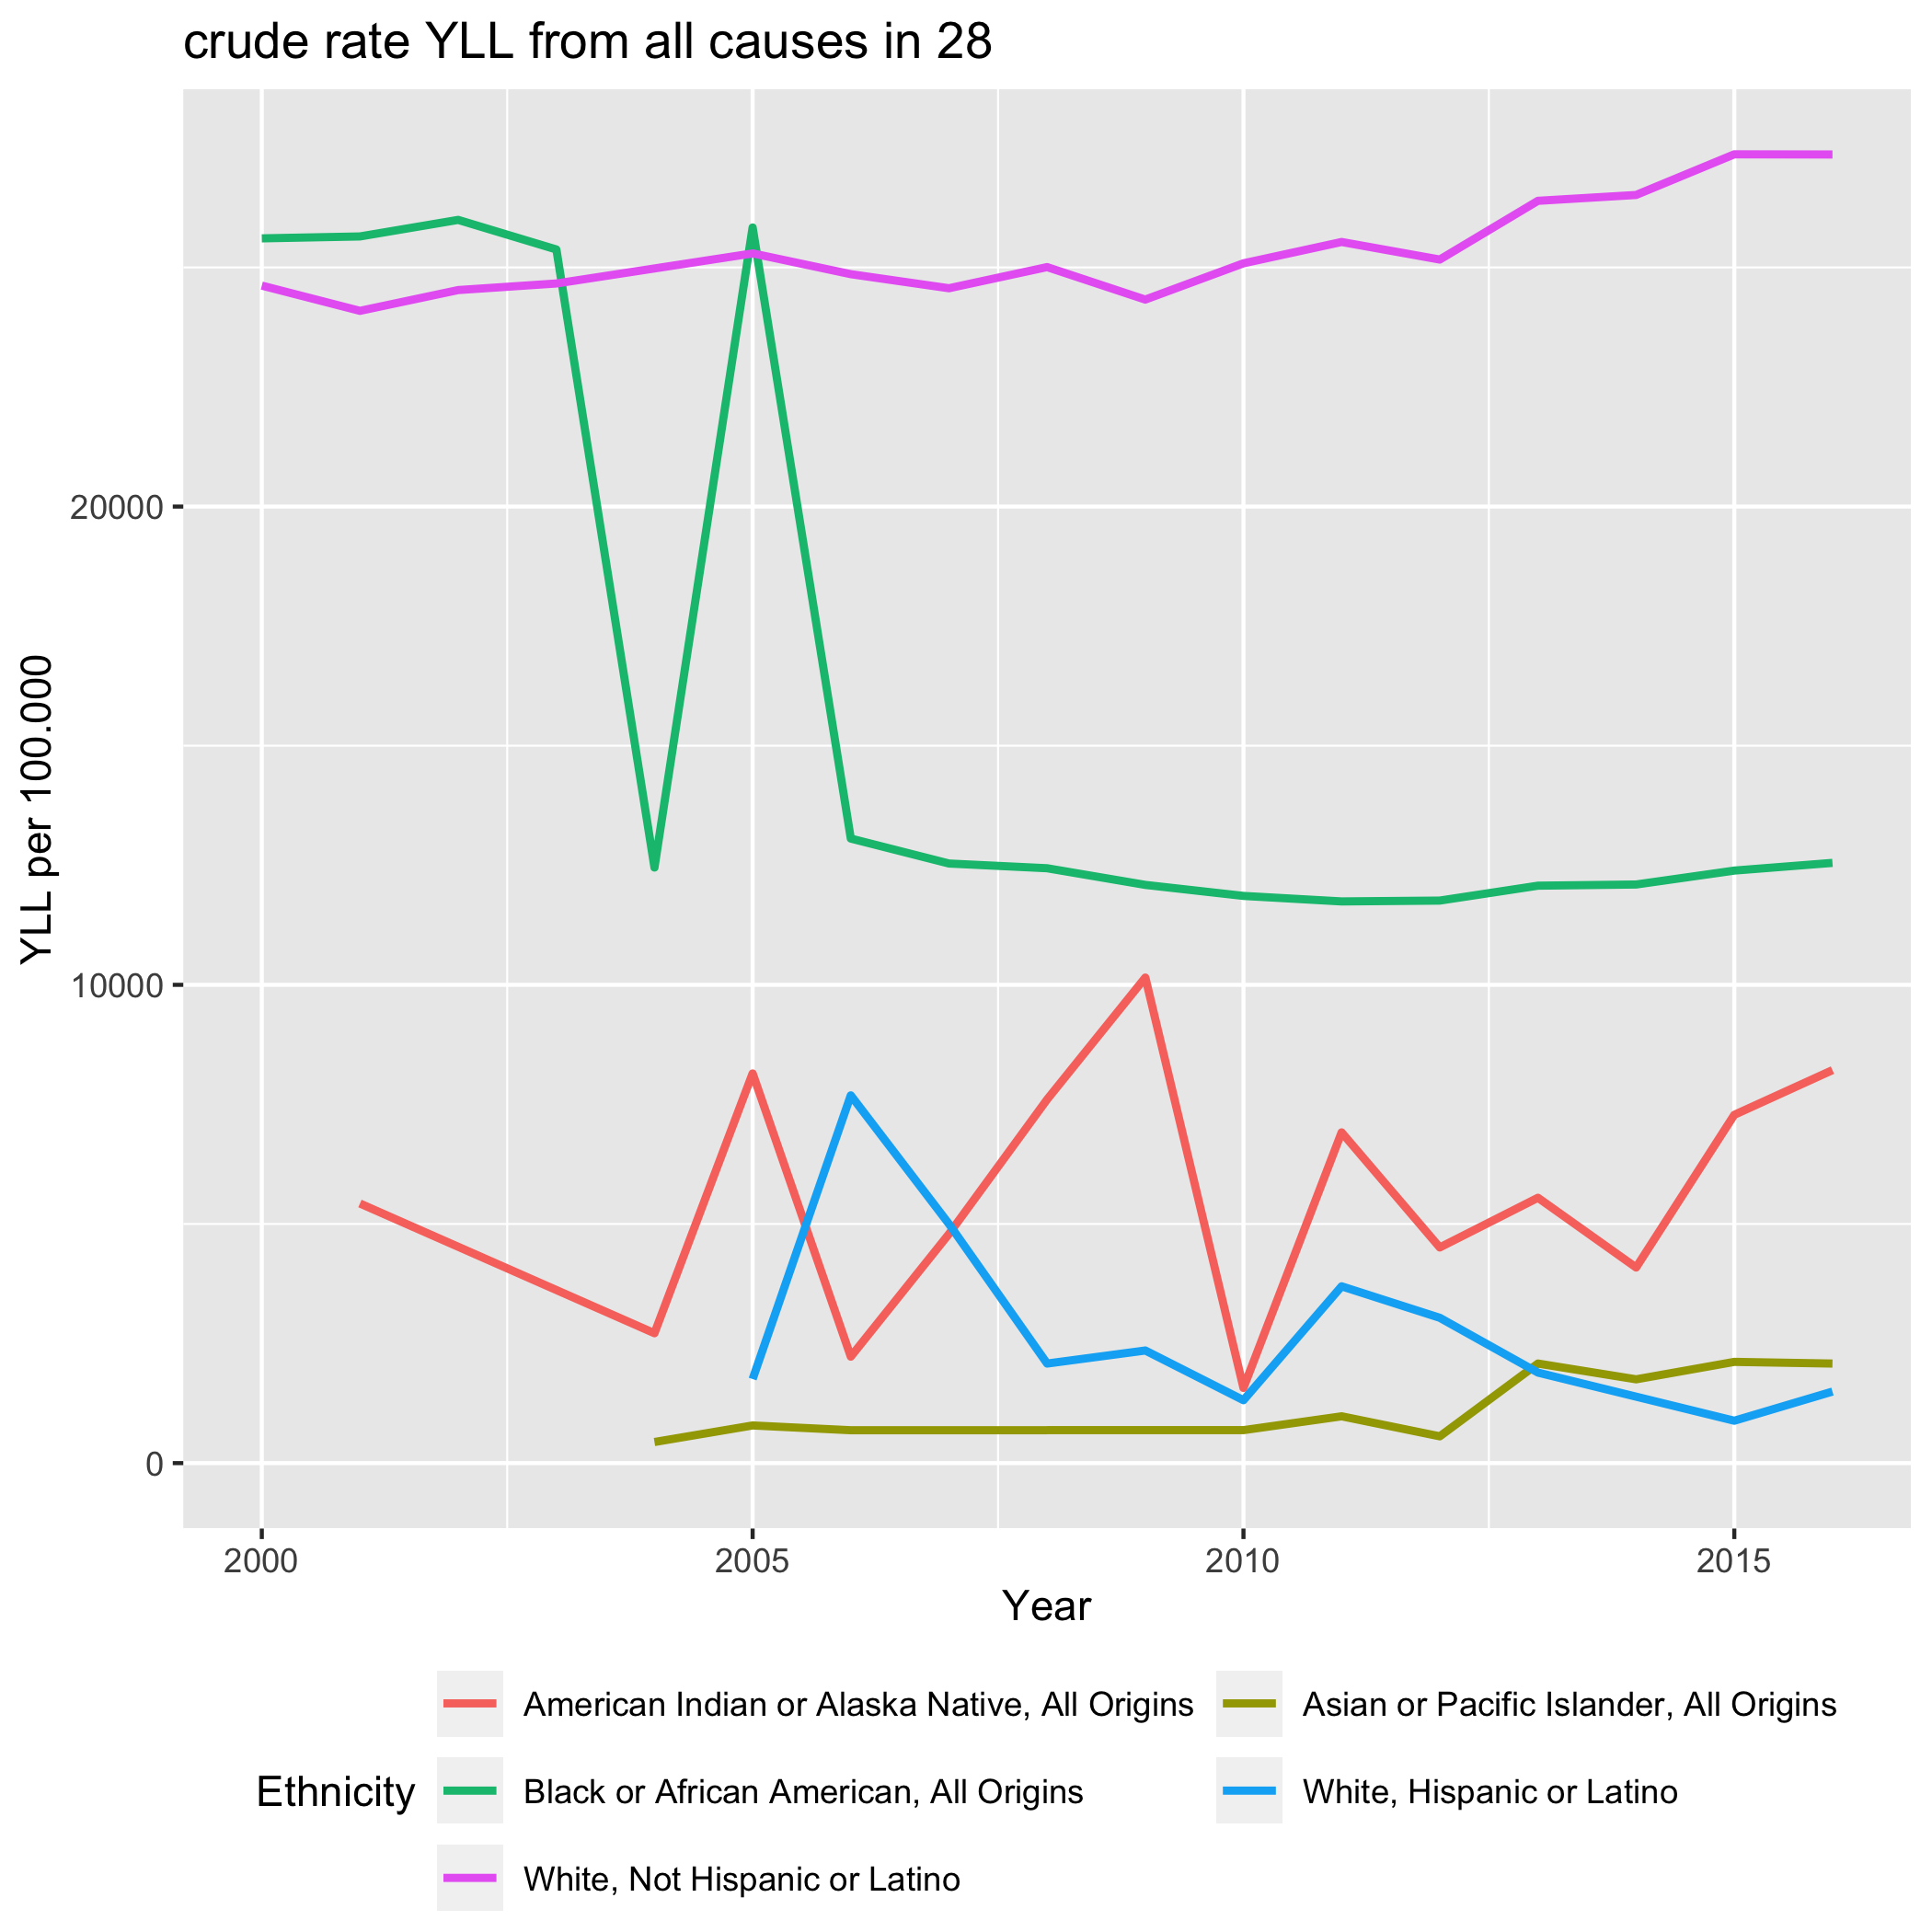 crude rate YLL from all causes in 28
YLL per 100.000
20000
10000
0
2000 2005 2010 2015
Year
Ethnicity
American Indian or Alaska Native, All Origins
Asian or Pacific Islander, All Origins
Black or African American, All Origins
White, Hispanic or Latino
White, Not Hispanic or Latino